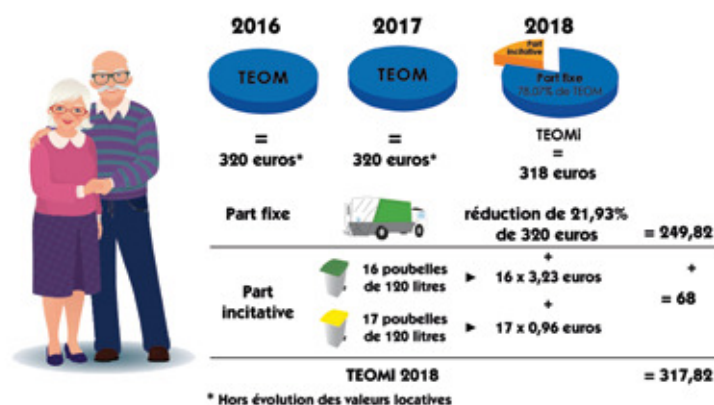 2016 2017 2018
TEOM TEOM Part incitative
Part fixe
78,07% de TEOM
= = TEOMi
320 euros* 320 euros* =
318 euros
Part fixe réduction de 21,93%
de 320 euros = 249,82
+ +
16 poubelles
de 120 litres ► 16 x 3,23 euros
Part
incitative + = 68
17 poubelles
de 120 litres ► 17 x 0,96 euros
TEOMi 2018 = 317,82
* Hors évolution des valeurs locatives